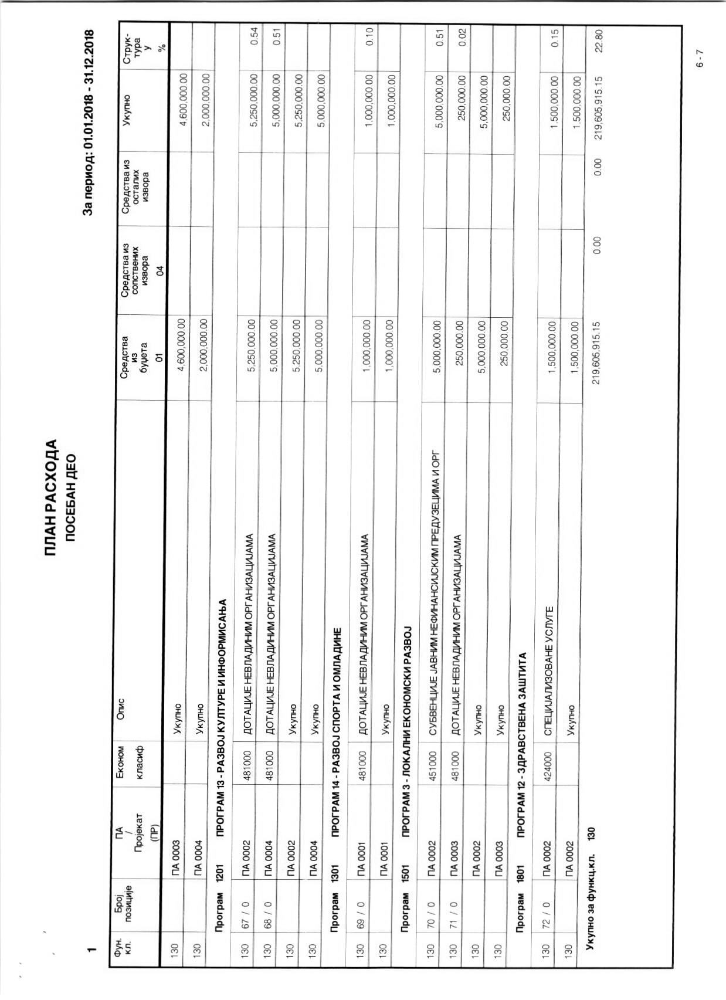 ПЛАН РАСХОДА
ПОСЕБАН ДЕО
1 За период: 01.01.2018 - 31.12.2018
Фун. кл. Број позиције ПА / Пројекат (ПР) Економ класиф Опис Средства из буџета 01 Средства из сопствених извора 04 Средства из осталих извора Укупно Струк- тура у %
130 ПА 0003 Укупно 4,600,000.00 4,600,000.00
130 ПА 0004 Укупно 2,000,000.00 2,000,000.00
Програм 1201 ПРОГРАМ 13 - РАЗВОЈ КУЛТУРЕ И ИНФОРМИСАЊА
130 67 / 0 ПА 0002 481000 ДОТАЦИЈЕ НЕВЛАДИНИМ ОРГАНИЗАЦИЈАМА 5,250,000.00 5,250,000.00 0.54
130 68 / 0 ПА 0004 481000 ДОТАЦИЈЕ НЕВЛАДИНИМ ОРГАНИЗАЦИЈАМА 5,000,000.00 5,000,000.00 0.51
130 ПА 0002 Укупно 5,250,000.00 5,250,000.00
130 ПА 0004 Укупно 5,000,000.00 5,000,000.00
Програм 1301 ПРОГРАМ 14 - РАЗВОЈ СПОРТА И ОМЛАДИНЕ
130 69 / 0 ПА 0001 481000 ДОТАЦИЈЕ НЕВЛАДИНИМ ОРГАНИЗАЦИЈАМА 1,000,000.00 1,000,000.00 0.10
130 ПА 0001 Укупно 1,000,000.00 1,000,000.00
Програм 1501 ПРОГРАМ 3 - ЛОКАЛНИ ЕКОНОМСКИ РАЗВОЈ
130 70 / 0 ПА 0002 451000 СУБВЕНЦИЈЕ ЈАВНИМ НЕФИНАНСИЈСКИМ ПРЕДУЗЕЦИМА И ОРГ 5,000,000.00 5,000,000.00 0.51
130 71 / 0 ПА 0003 481000 ДОТАЦИЈЕ НЕВЛАДИНИМ ОРГАНИЗАЦИЈАМА 250,000.00 250,000.00 0.02
130 ПА 0002 Укупно 5,000,000.00 5,000,000.00
130 ПА 0003 Укупно 250,000.00 250,000.00
Програм 1801 ПРОГРАМ 12 - ЗДРАВСТВЕНА ЗАШТИТА
130 72 / 0 ПА 0002 424000 СПЕЦИЈАЛИЗОВАНЕ УСЛУГЕ 1,500,000.00 1,500,000.00 0.15
130 ПА 0002 Укупно 1,500,000.00 1,500,000.00
Укупно за функц.кл. 130 219,605,915.15 0.00 0.00 219,605,915.15 22.80
6 - 7